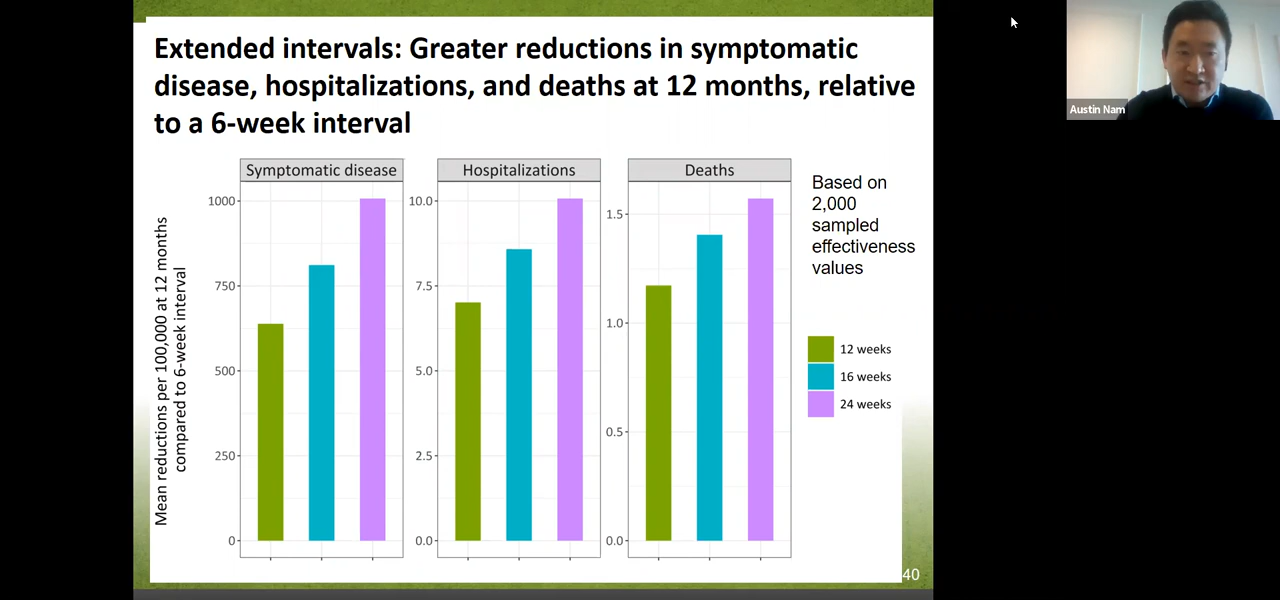 Extended intervals: Greater reductions in symptomatic
disease, hospitalizations, and deaths at 12 months, relative
to a 6-week interval
Austin Nam
Mean reductions per 100,000 at 12 months
compared to 6-week interval
Symptomatic disease
1000
750
500
250
0
Hospitalizations
10.0
7.5
5.0
2.5
0.0
Deaths
1.5
1.0
0.5
0.0
Based on
2,000
sampled
effectiveness
values
12 weeks
16 weeks
24 weeks
40